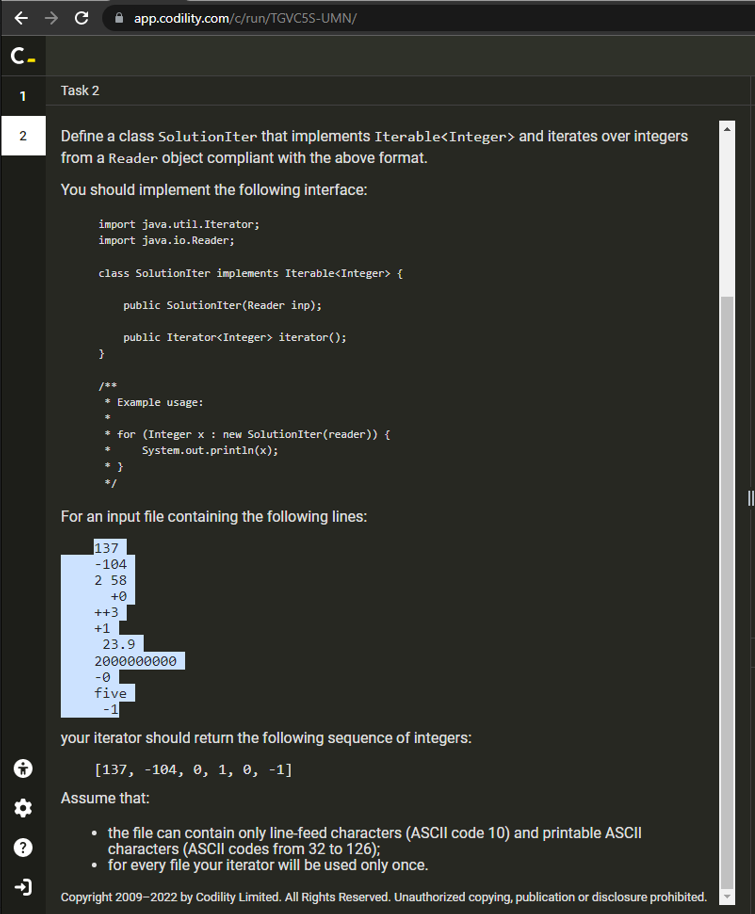 app.codility.com/c/run/TGVC5S-UMN/
C_
1
Task 2
2
Define a class SolutionIter that implements Iterable<Integer> and iterates over integers
from a Reader object compliant with the above format.
You should implement the following interface:
import java.util.Iterator;
import java.io.Reader;
class SolutionIter implements Iterable<Integer> {
public SolutionIter(Reader inp);
public Iterator<Integer> iterator();
}
/**
* Example usage:
*
* for (Integer x : new SolutionIter(reader)) {
*     System.out.println(x);
* }
*/
For an input file containing the following lines:
137
-104
2 58
+0
++3
+1
23.9
2000000000
-0
five
-1
your iterator should return the following sequence of integers:
[137, -104, 0, 1, 0, -1]
Assume that:
• the file can contain only line-feed characters (ASCII code 10) and printable ASCII
characters (ASCII codes from 32 to 126);
• for every file your iterator will be used only once.
Copyright 2009–2022 by Codility Limited. All Rights Reserved. Unauthorized copying, publication or disclosure prohibited.